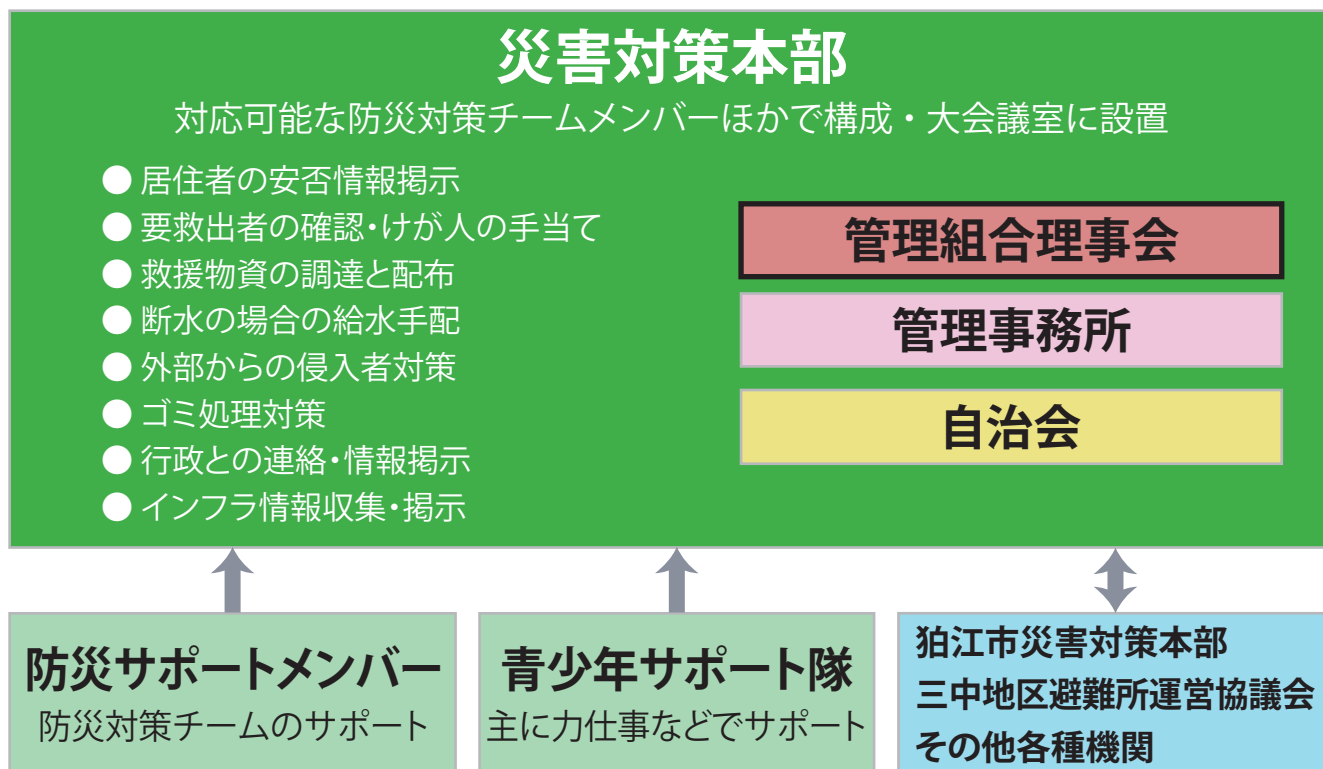 災害対策本部
対応可能な防災対策チームメンバーほかで構成・大会議室に設置
● 居住者の安否情報掲示
● 要救出者の確認・けが人の手当て
● 救援物資の調達と配布
● 断水の場合の給水手配
● 外部からの侵入者対策
● ゴミ処理対策
● 行政との連絡・情報掲示
● インフラ情報収集・掲示
管理組合理事会
管理事務所
自治会
防災サポートメンバー
防災対策チームのサポート
青少年サポート隊
主に力仕事などでサポート
狛江市災害対策本部
三中地区避難所運営協議会
その他各種機関